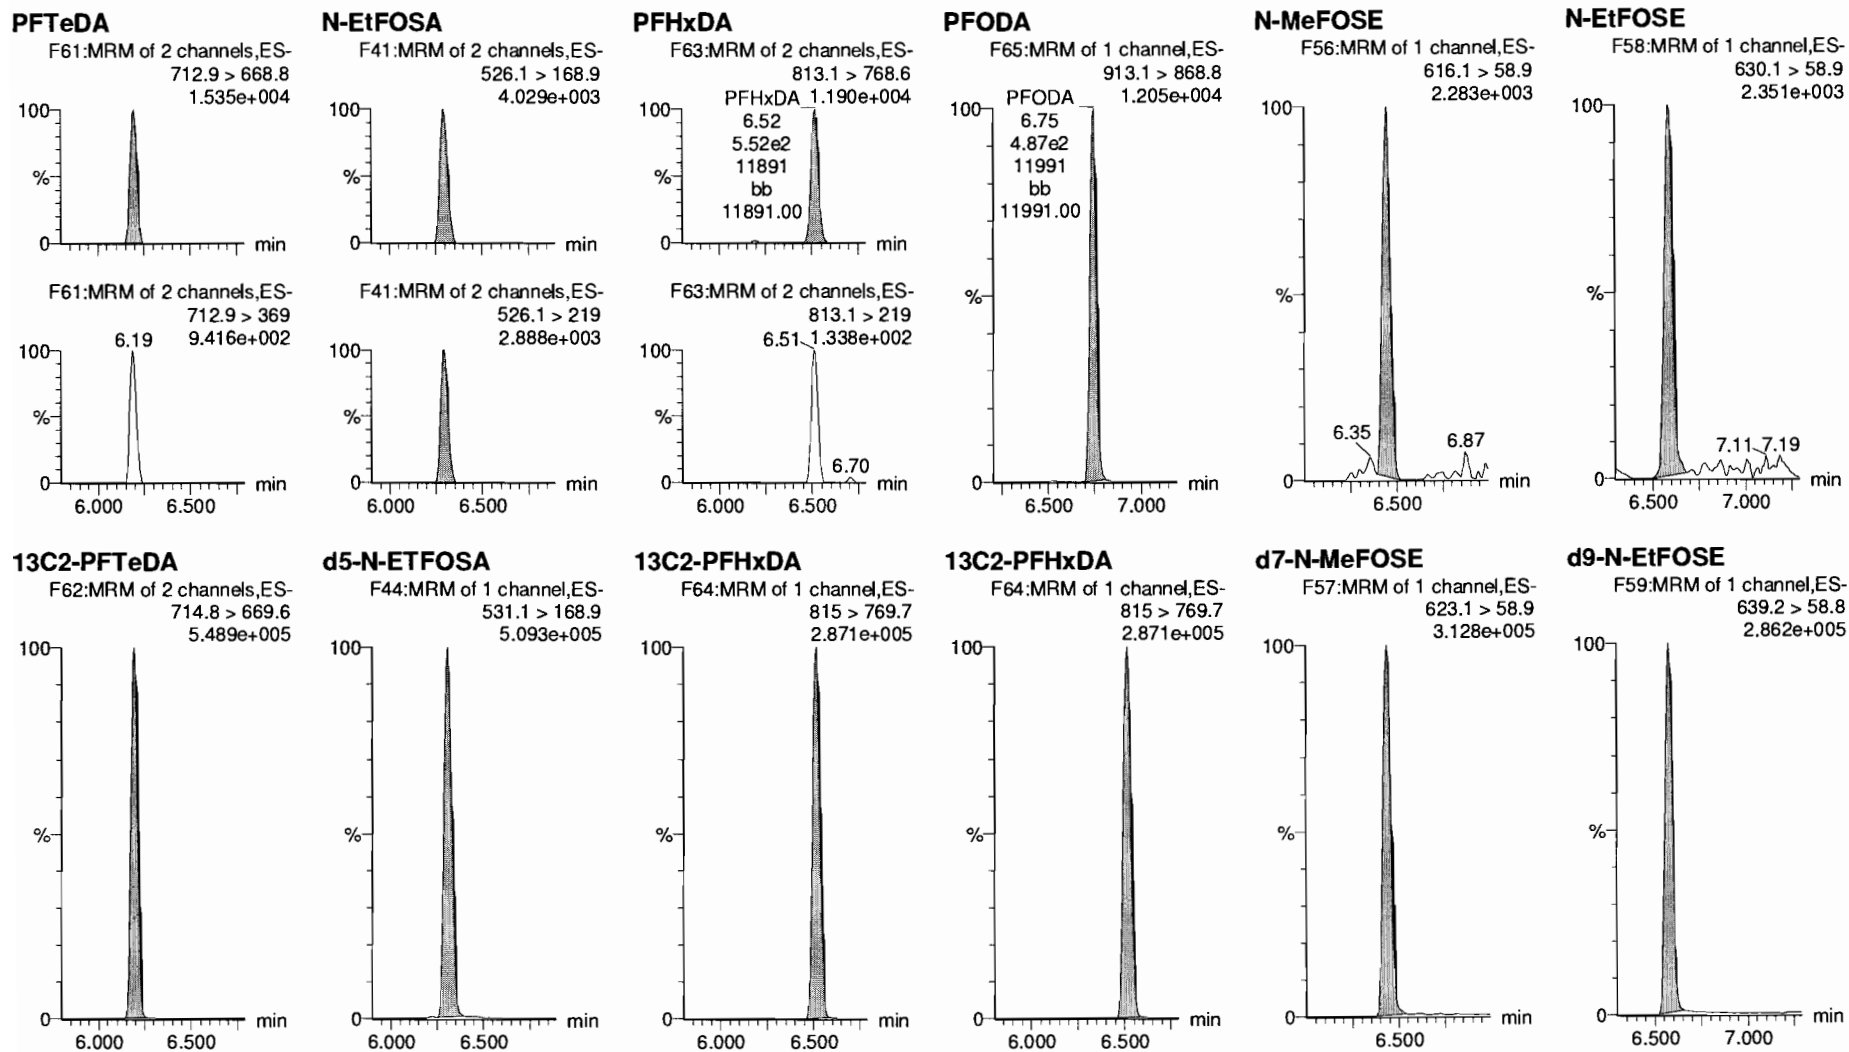 PFTeDA
F61:MRM of 2 channels,ES-
712.9 > 668.8
1.535e+004
100
%
0
min
F61:MRM of 2 channels,ES-
712.9 > 369
9.416e+002
6.19
100
%
0
min
6.000 6.500
N-EtFOSA
F41:MRM of 2 channels,ES-
526.1 > 168.9
4.029e+003
100
%
0
min
F41:MRM of 2 channels,ES-
526.1 > 219
2.888e+003
100
%
0
min
6.000 6.500
PFHxDA
F63:MRM of 2 channels,ES-
813.1 > 768.6
PFHxDA 1.190e+004
100
6.52
5.52e2
11891
bb
11891.00
%
0
min
F63:MRM of 2 channels,ES-
813.1 > 219
6.51 1.338e+002
100
%
6.70
0
min
6.000 6.500
PFODA
F65:MRM of 1 channel,ES-
913.1 > 868.8
PFODA 1.205e+004
100
6.75
4.87e2
11991
bb
11991.00
%
0
min
6.500 7.000
N-MeFOSE
F56:MRM of 1 channel,ES-
616.1 > 58.9
2.283e+003
100
%
6.35
6.87
0
min
6.500
N-EtFOSE
F58:MRM of 1 channel,ES-
630.1 > 58.9
2.351e+003
100
%
7.11 7.19
0
min
6.500 7.000
13C2-PFTeDA
F62:MRM of 2 channels,ES-
714.8 > 669.6
5.489e+005
100
%
0
min
6.000 6.500
d5-N-ETFOSA
F44:MRM of 1 channel,ES-
531.1 > 168.9
5.093e+005
100
%
0
min
6.000 6.500
13C2-PFHxDA
F64:MRM of 1 channel,ES-
815 > 769.7
2.871e+005
100
%
0
min
6.000 6.500
13C2-PFHxDA
F64:MRM of 1 channel,ES-
815 > 769.7
2.871e+005
100
%
0
min
6.000 6.500
d7-N-MeFOSE
F57:MRM of 1 channel,ES-
623.1 > 58.9
3.128e+005
100
%
0
min
6.500
d9-N-EtFOSE
F59:MRM of 1 channel,ES-
639.2 > 58.8
2.862e+005
100
%
0
min
6.500 7.000